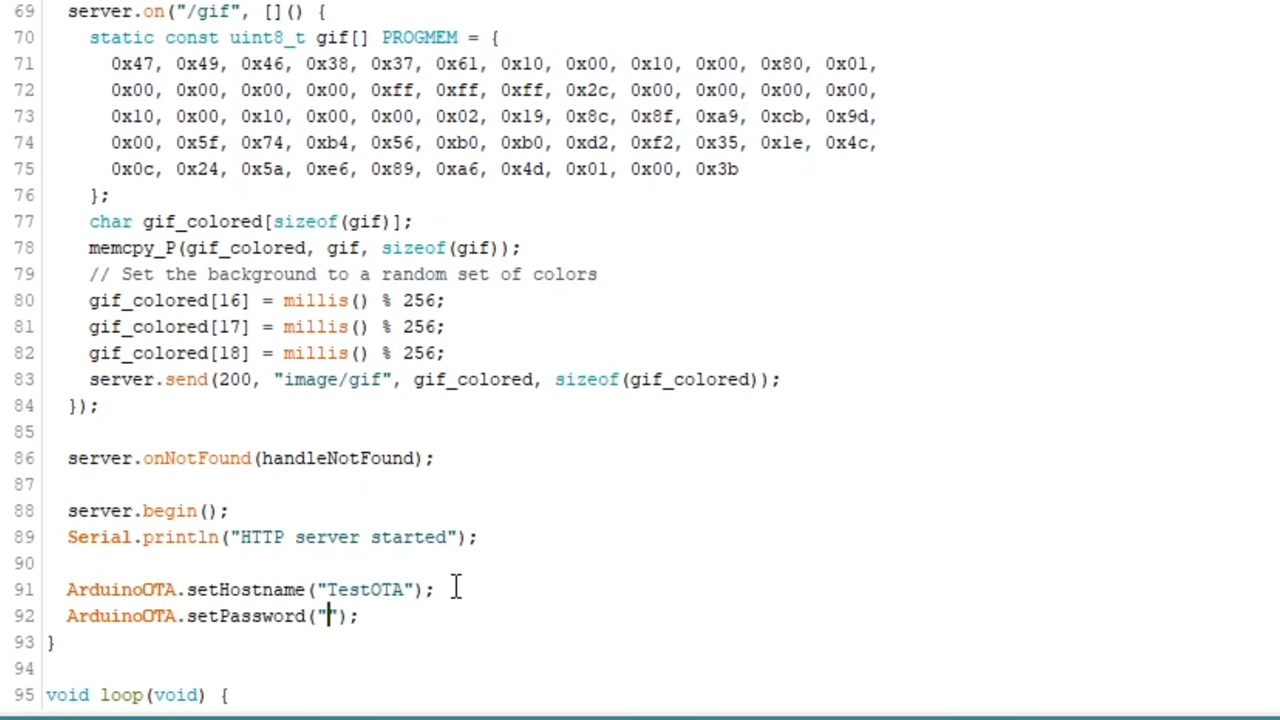 69 server.on("/gif", []() {
70 static const uint8_t gif[] PROGMEM = {
71 0x47, 0x49, 0x46, 0x38, 0x37, 0x61, 0x10, 0x00, 0x10, 0x00, 0x80, 0x01,
72 0x00, 0x00, 0x00, 0x00, 0xff, 0xff, 0xff, 0x2c, 0x00, 0x00, 0x00, 0x00,
73 0x10, 0x00, 0x10, 0x00, 0x00, 0x02, 0x19, 0x8c, 0x8f, 0xa9, 0xcb, 0x9d,
74 0x00, 0x5f, 0x74, 0xb4, 0x56, 0xb0, 0xb0, 0xd2, 0xf2, 0x35, 0x1e, 0x4c,
75 0x0c, 0x24, 0x5a, 0xe6, 0x89, 0xa6, 0x4d, 0x01, 0x00, 0x3b
76 };
77 char gif_colored[sizeof(gif)];
78 memcpy_P(gif_colored, gif, sizeof(gif));
79 // Set the background to a random set of colors
80 gif_colored[16] = millis() % 256;
81 gif_colored[17] = millis() % 256;
82 gif_colored[18] = millis() % 256;
83 server.send(200, "image/gif", gif_colored, sizeof(gif_colored));
84 });
85
86 server.onNotFound(handleNotFound);
87
88 server.begin();
89 Serial.println("HTTP server started");
90
91 ArduinoOTA.setHostname("TestOTA");
92 ArduinoOTA.setPassword("");
93 }
94
95 void loop(void) {